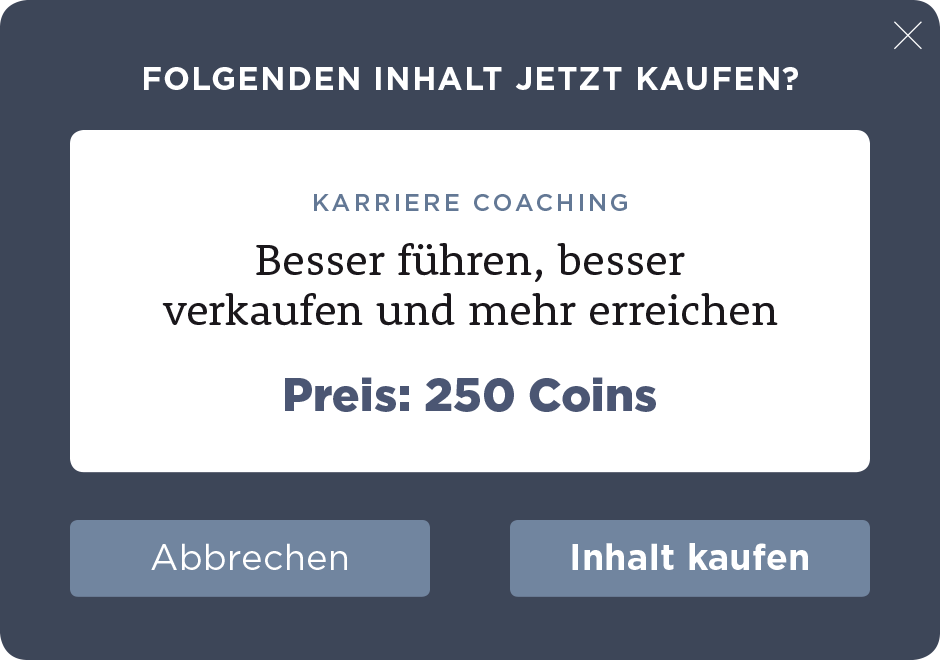 FOLGENDEN INHALT JETZT KAUFEN?
KARRIERE COACHING
Besser führen, besser
verkaufen und mehr erreichen
Preis: 250 Coins
Abbrechen
Inhalt kaufen